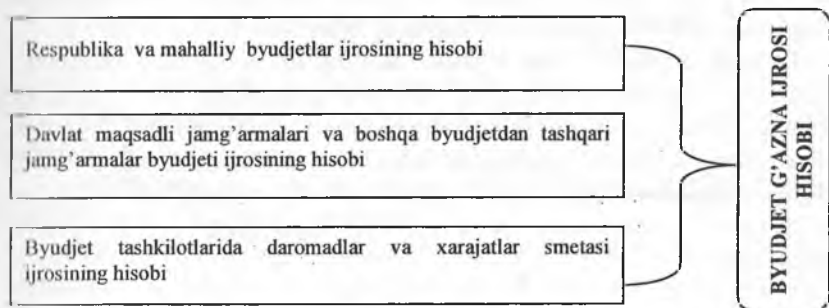 Respublika va mahalliy byudjetlar ijrosining hisobi
Davlat maqsadli jamg'armalari va boshqa byudjetdan tashqari
jamg'armalar byudjeti ijrosining hisobi
Byudjet tashkilotlarida daromadlar va xarajatlar smetasi
ijrosining hisobi
BYUDJET G'AZNA IJROSI
HISOBI